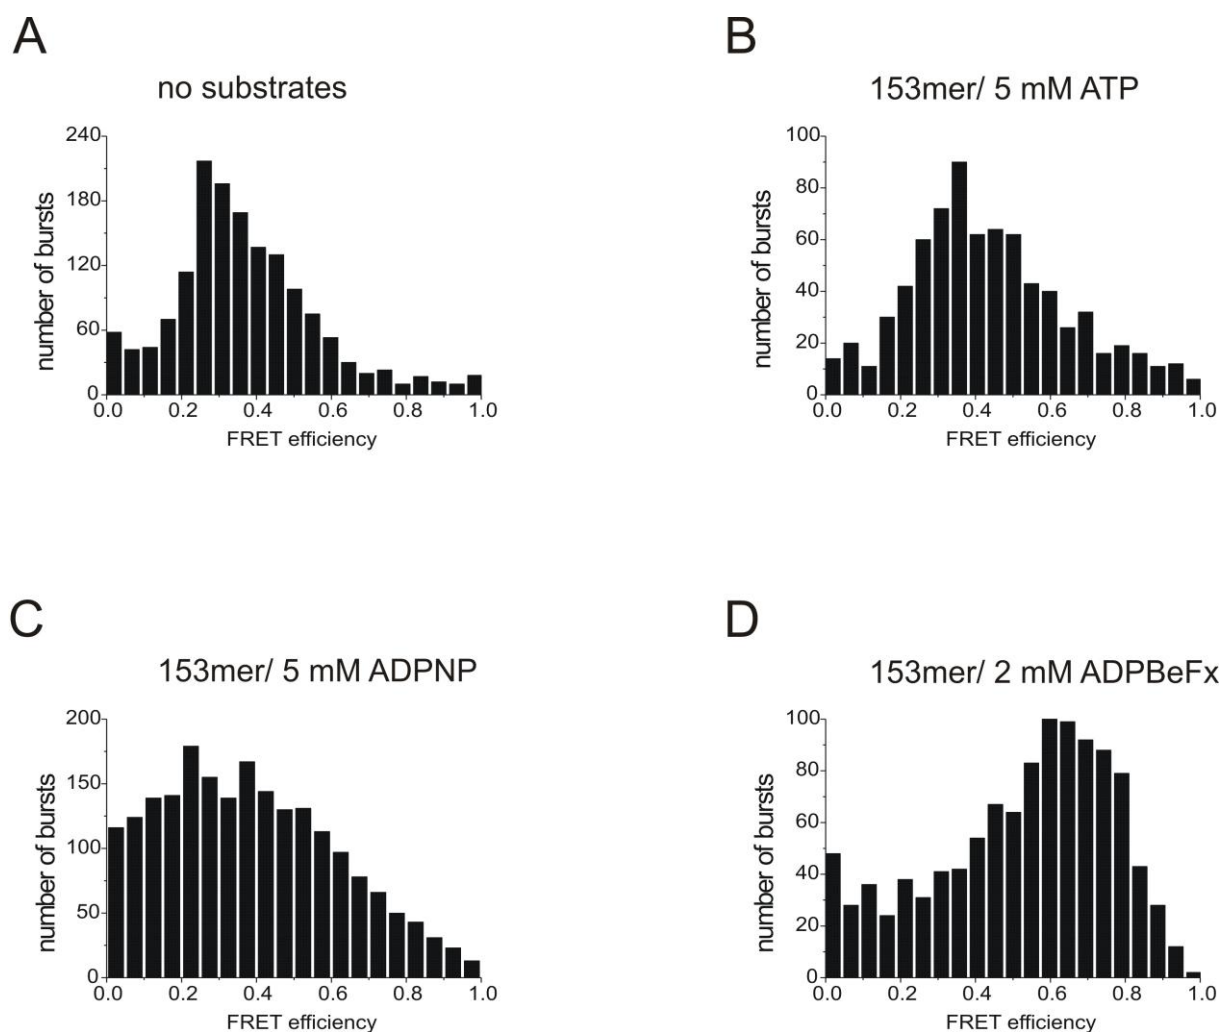 A
no substrates
240
180
120
60
0
0.0 0.2 0.4 0.6 0.8 1.0
number of bursts
FRET efficiency
B
153mer/ 5 mM ATP
100
80
60
40
20
0
0.0 0.2 0.4 0.6 0.8 1.0
number of bursts
FRET efficiency
C
153mer/ 5 mM ADPNP
200
150
100
50
0
0.0 0.2 0.4 0.6 0.8 1.0
number of bursts
FRET efficiency
D
153mer/ 2 mM ADPBeFx
100
80
60
40
20
0
0.0 0.2 0.4 0.6 0.8 1.0
number of bursts
FRET efficiency